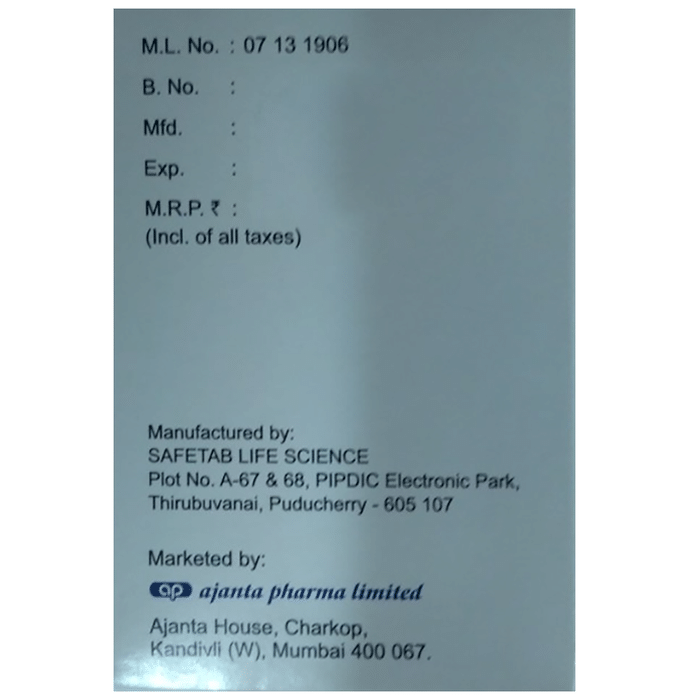 M.L. No. : 07 13 1906
B. No. :
Mfd. :
Exp. :
M.R.P. ₹ :
(Incl. of all taxes)
Manufactured by:
SAFETAB LIFE SCIENCE
Plot No. A-67 & 68, PIPDIC Electronic Park,
Thirubuvanai, Puducherry - 605 107
Marketed by:
ap ajanta pharma limited
Ajanta House, Charkop,
Kandivli (W), Mumbai 400 067.